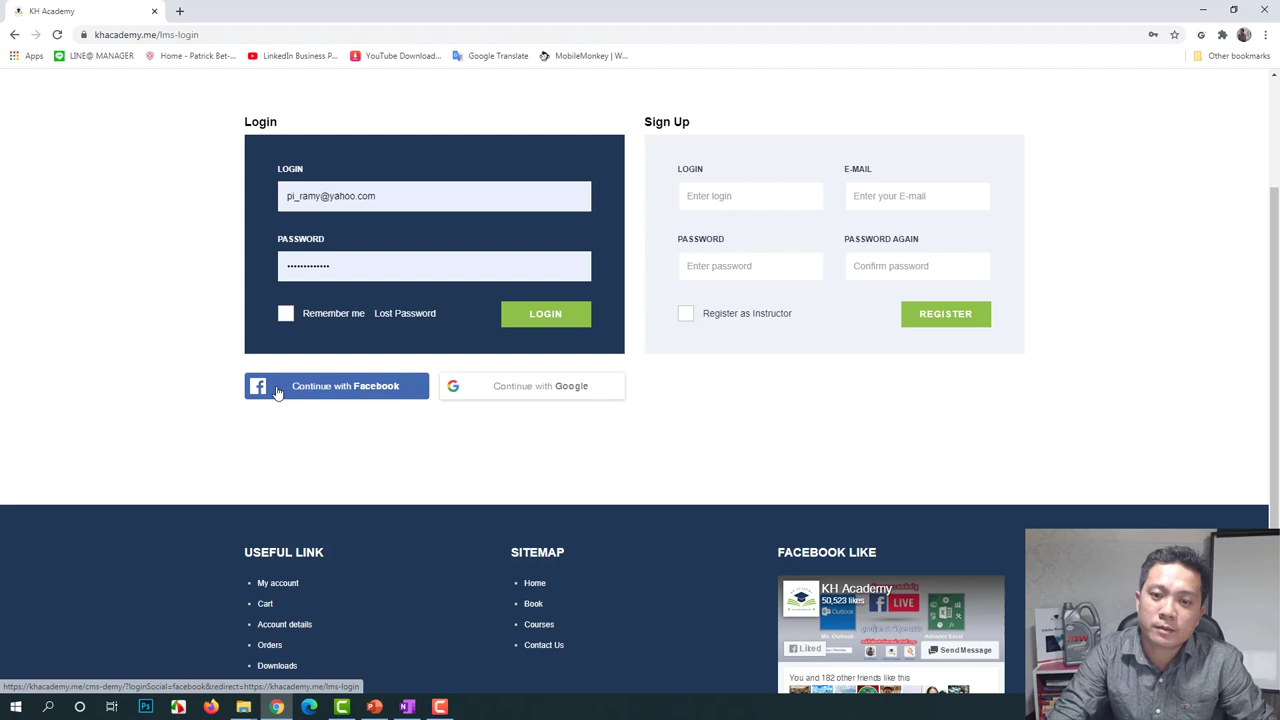 KH Academy
khacademy.me/lms-login
Apps
LINE@ MANAGER
Home - Patrick Bet-...
LinkedIn Business P...
YouTube Download...
Google Translate
MobileMonkey | W...
Other bookmarks
Login
LOGIN
pi_ramy@yahoo.com
PASSWORD
•••••••••••••
Remember me
Lost Password
LOGIN
Sign Up
LOGIN
E-MAIL
Enter login
Enter your E-mail
PASSWORD
PASSWORD AGAIN
Enter password
Confirm password
Register as Instructor
REGISTER
Continue with Facebook
Continue with Google
USEFUL LINK
My account
Cart
Account details
Orders
Downloads
SITEMAP
Home
Book
Courses
Contact Us
FACEBOOK LIKE
KH Academy
50,523 likes
Outlook
LIVE
Ms. Outlook
Advance Excel
Liked
Send Message
You and 182 other friends like this
https://khacademy.me/cms-demy/?loginSocial=facebook&redirect=https://khacademy.me/lms-login